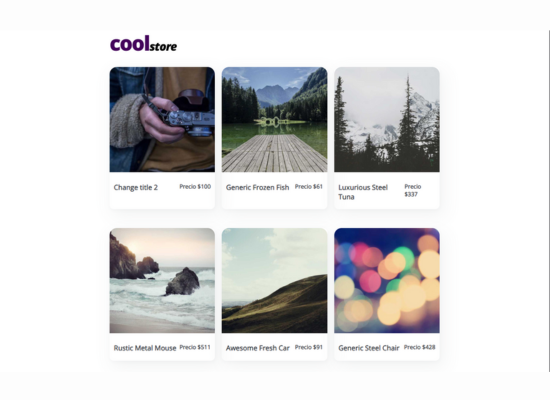 coolstore
Change title 2 Precio $100
Generic Frozen Fish Precio $61
Luxurious Steel Precio
Tuna $337
Rustic Metal Mouse Precio $511
Awesome Fresh Car Precio $91
Generic Steel Chair Precio $428